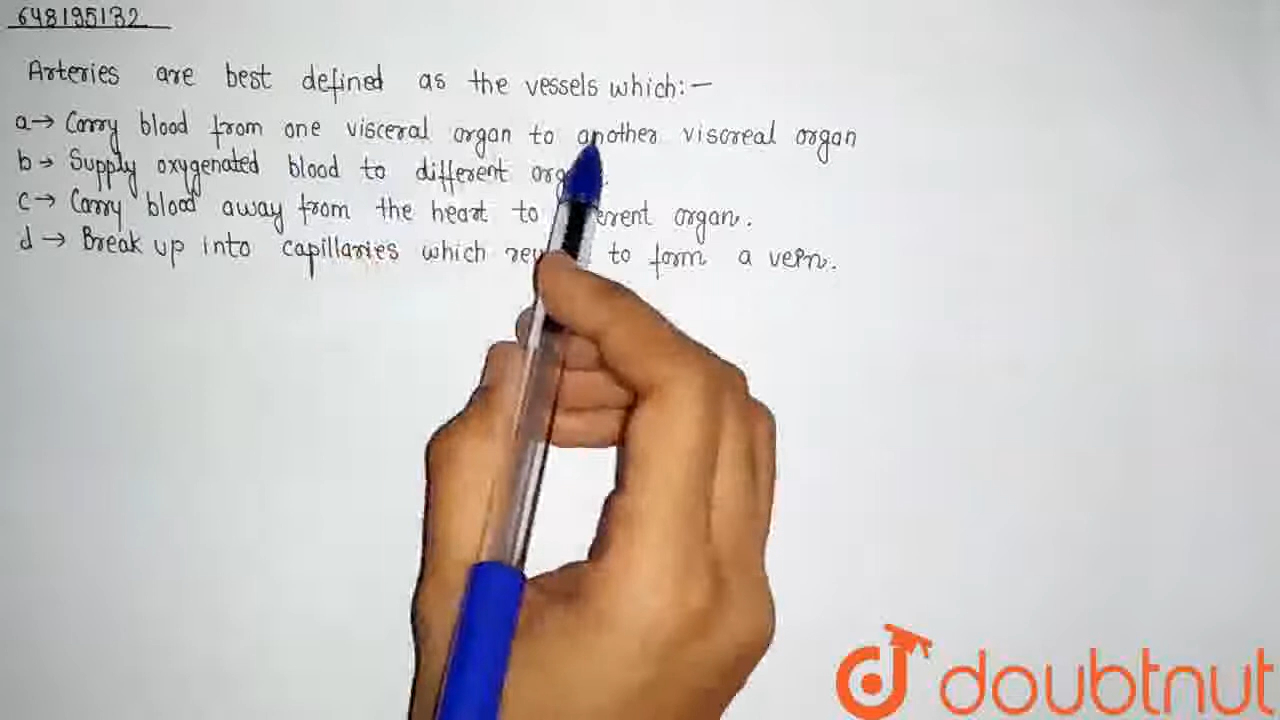 648195132
Arteries are best defined as the vessels which:-
a→ Carry blood from one visceral organ to another viscreal organ
b→ Supply oxygenated blood to different
c→ Carry blood away from the heart to organ.
d→ Break up into capillaries which to form a vein.
doubtnut